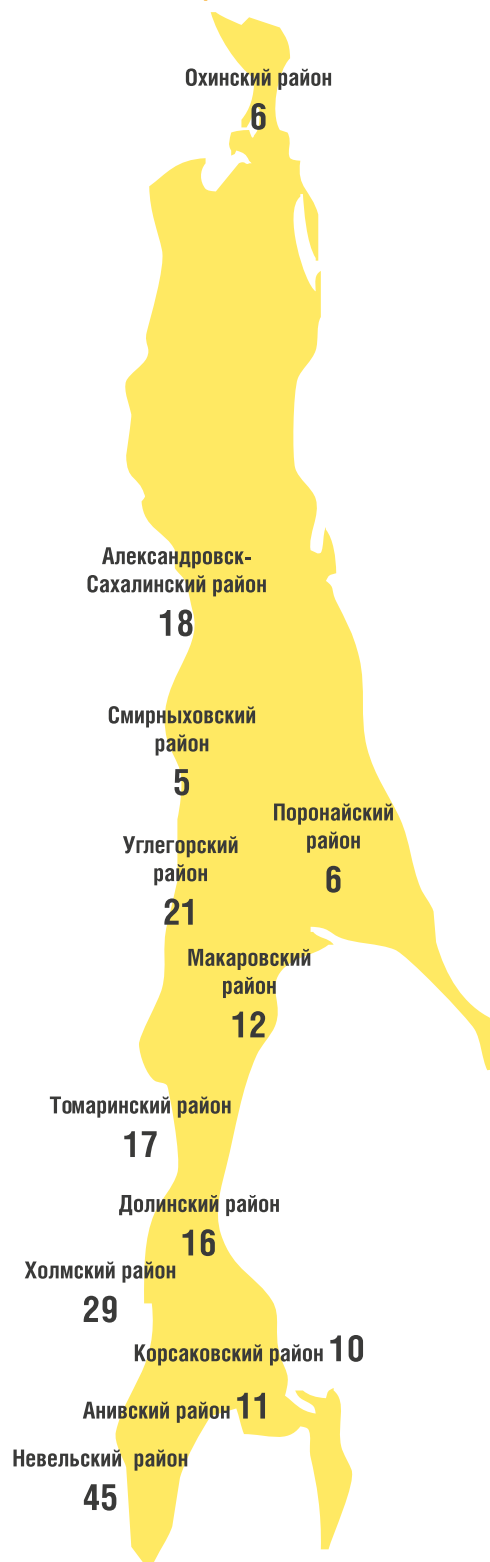 Охинский район
6
Александровск-
Сахалинский район
18
Смирныховский
район
5
Поронайский
район
6
Углегорский
район
21
Макаровский
район
12
Томаринский район
17
Долинский район
16
Холмский район
29
Корсаковский район 10
Анивский район 11
Невельский район
45